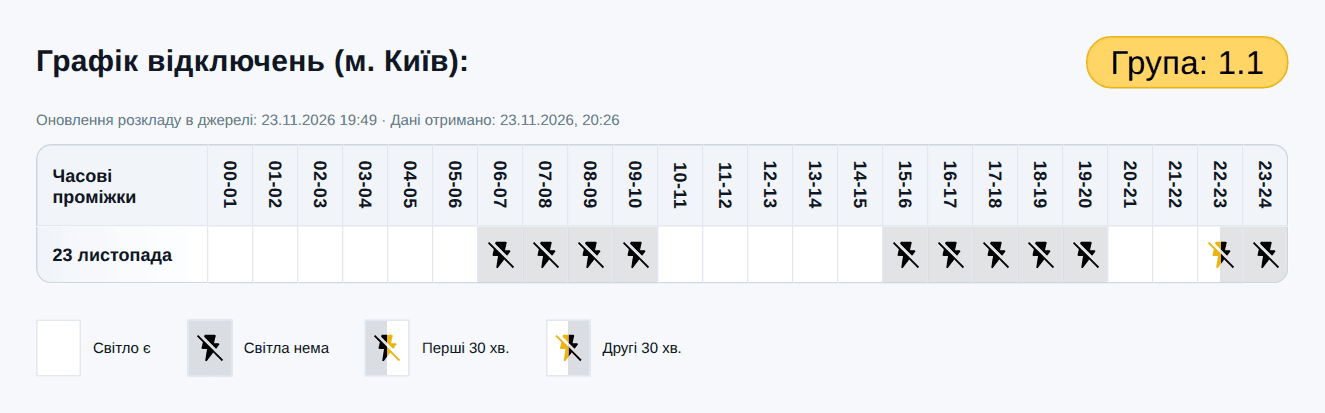 Графік відключень (м. Київ):
Група: 1.1
Оновлення розкладу в джерелі: 23.11.2026 19:49 · Дані отримано: 23.11.2026, 20:26
Часові
проміжки
00-01
01-02
02-03
03-04
04-05
05-06
06-07
07-08
08-09
09-10
10-11
11-12
12-13
13-14
14-15
15-16
16-17
17-18
18-19
19-20
20-21
21-22
22-23
23-24
23 листопада
Світло є
Світла нема
Перші 30 хв.
Другі 30 хв.